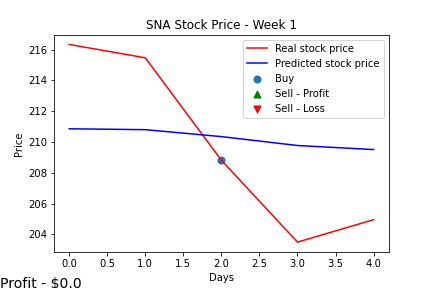 SNA Stock Price - Week 1
Real stock price
Predicted stock price
Buy
Sell - Profit
Sell - Loss
Price
216
214
212
210
208
206
204
0.0 0.5 1.0 1.5 2.0 2.5 3.0 3.5 4.0
Days
Profit - $0.0